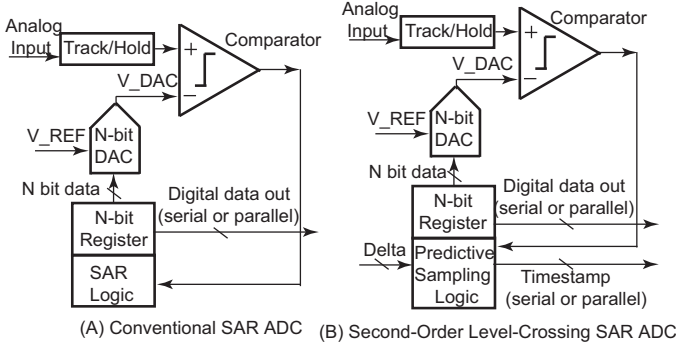 Analog
Input
Track/Hold
+
−
Comparator
V_DAC
V_REF
N-bit
DAC
N bit data
N-bit
Register
SAR
Logic
Digital data out
(serial or parallel)
(A) Conventional SAR ADC
Analog
Input
Track/Hold
+
−
Comparator
V_DAC
V_REF
N-bit
DAC
N bit data
N-bit
Register
Digital data out
(serial or parallel)
Delta
Predictive
Sampling
Logic
Timestamp
(serial or parallel)
(B) Second-Order Level-Crossing SAR ADC